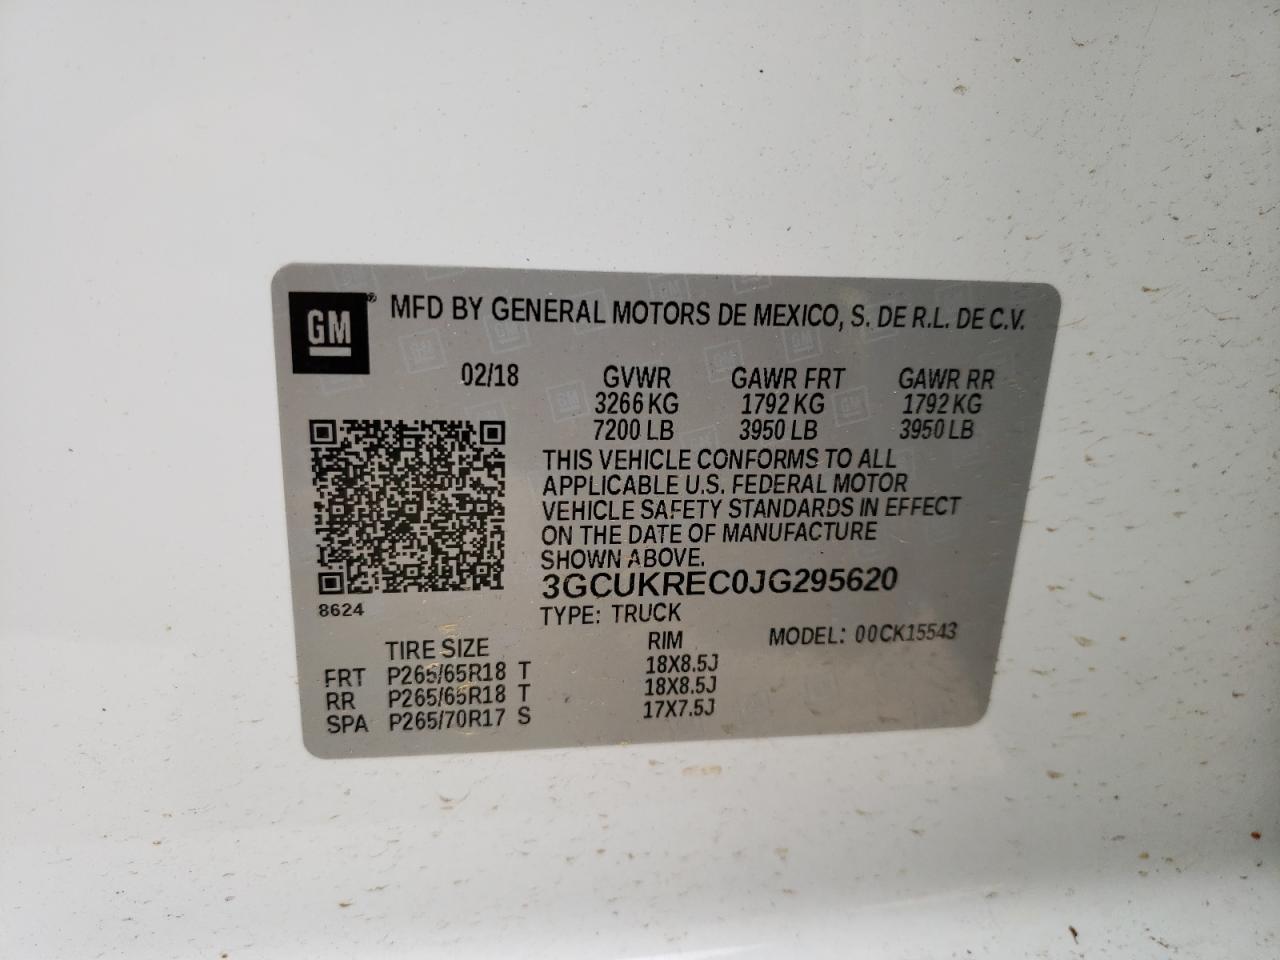 GM® MFD BY GENERAL MOTORS DE MEXICO, S. DE R.L. DE C.V.
02/18 GVWR GAWR FRT GAWR RR
3266 KG 1792 KG 1792 KG
7200 LB 3950 LB 3950 LB
THIS VEHICLE CONFORMS TO ALL
APPLICABLE U.S. FEDERAL MOTOR
VEHICLE SAFETY STANDARDS IN EFFECT
ON THE DATE OF MANUFACTURE
SHOWN ABOVE.
3GCUKREC0JG295620
8624
TYPE: TRUCK
TIRE SIZE RIM MODEL: 00CK15543
FRT P265/65R18 T 18X8.5J
RR P265/65R18 T 18X8.5J
SPA P265/70R17 S 17X7.5J